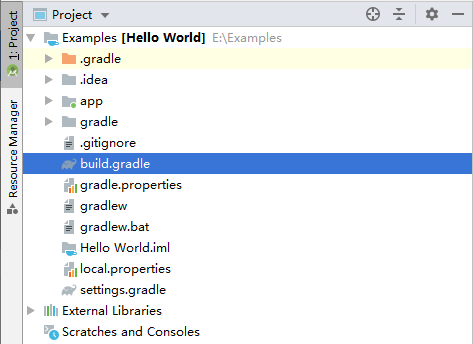 1: Project
Resource Manager
Project
Examples [Hello World] E:\Examples
.gradle
.idea
app
gradle
.gitignore
build.gradle
gradle.properties
gradlew
gradlew.bat
Hello World.iml
local.properties
settings.gradle
External Libraries
Scratches and Consoles